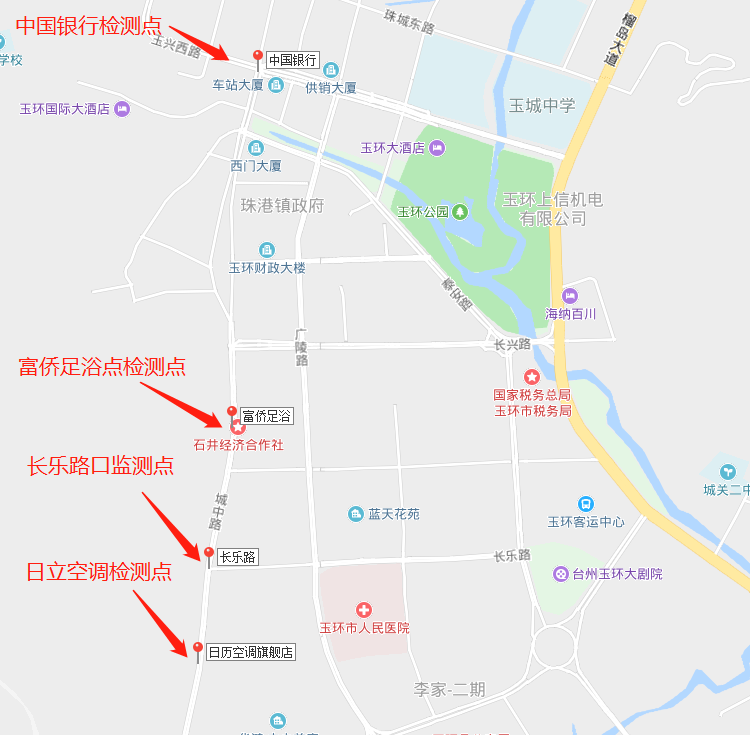 中国银行检测点
珠城东路
榴岛大道
玉兴西路
学校
中国银行
车站大厦
供销大厦
玉环国际大酒店
玉城中学
玉环大酒店
西门大厦
珠港镇政府
玉环公园
玉环上信机电
有限公司
玉环财政大楼
泰安路
海纳百川
广陵路
长兴路
富侨足浴点检测点
国家税务总局
玉环市税务局
富侨足浴
石井经济合作社
长乐路口监测点
城关二中
城中路
蓝天花苑
玉环客运中心
长乐路
长乐路
日立空调检测点
台州玉环大剧院
玉环市人民医院
日历空调旗舰店
李家-二期